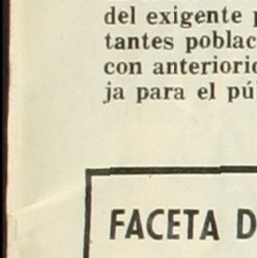 del exigente
tantes poblac
con anteriorid
ja para el pú
FACETA D